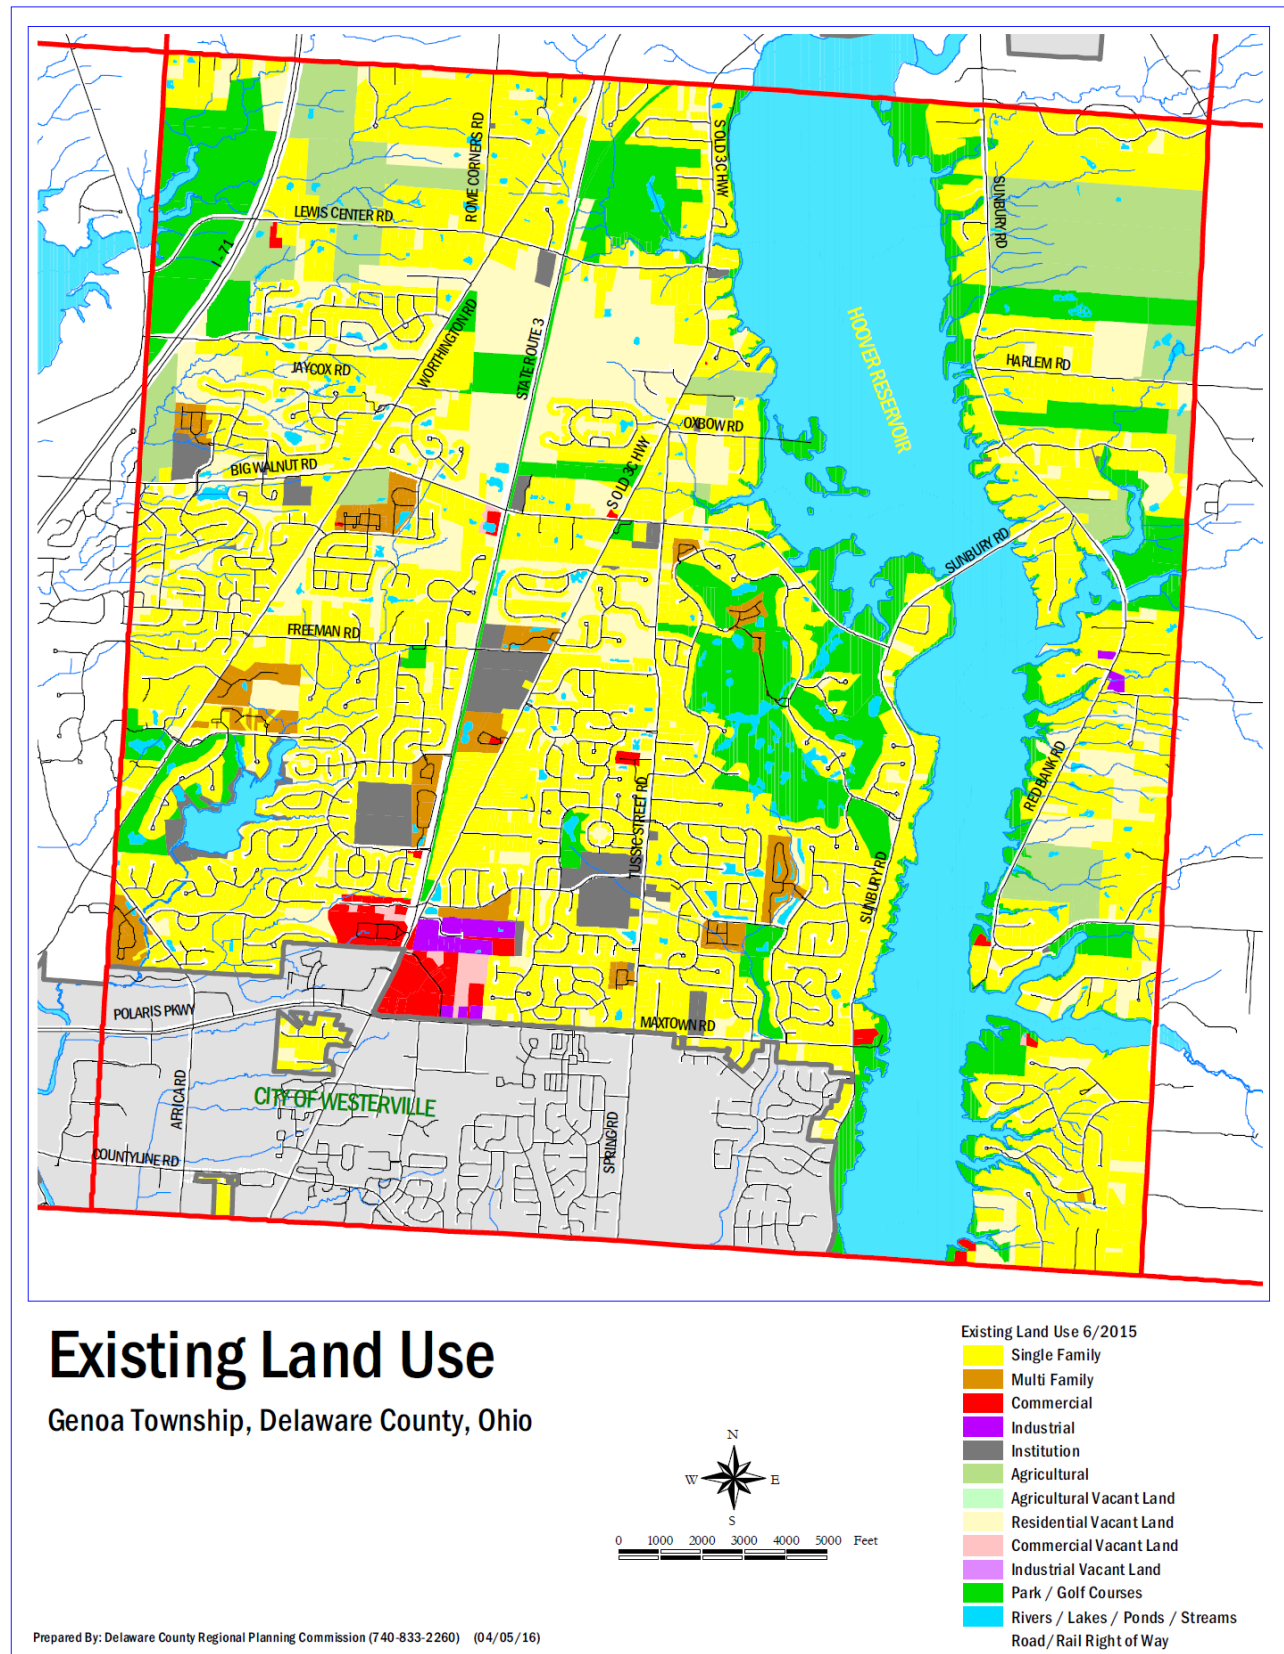 S OLD 3C HWY
ROME CORNERS RD
SUNBURY RD
LEWIS CENTER RD
I - 71
HOOVER RESERVOIR
WORTHINGTON RD
STATE ROUTE 3
HARLEM RD
JAYCOX RD
OXBOW RD
S OLD 3C HWY
BIG WALNUT RD
SUNBURY RD
FREEMAN RD
RED BANK RD
TUSSIC STREET RD
SUNBURY RD
POLARIS PKWY
MAXTOWN RD
CITY OF WESTERVILLE
AFRICA RD
SPRING RD
COUNTYLINE RD
Existing Land Use
Genoa Township, Delaware County, Ohio
N
W E
S
0 1000 2000 3000 4000 5000 Feet
Existing Land Use 6/2015
Single Family
Multi Family
Commercial
Industrial
Institution
Agricultural
Agricultural Vacant Land
Residential Vacant Land
Commercial Vacant Land
Industrial Vacant Land
Park / Golf Courses
Rivers / Lakes / Ponds / Streams
Road/Rail Right of Way
Prepared By: Delaware County Regional Planning Commission (740-833-2260) (04/05/16)